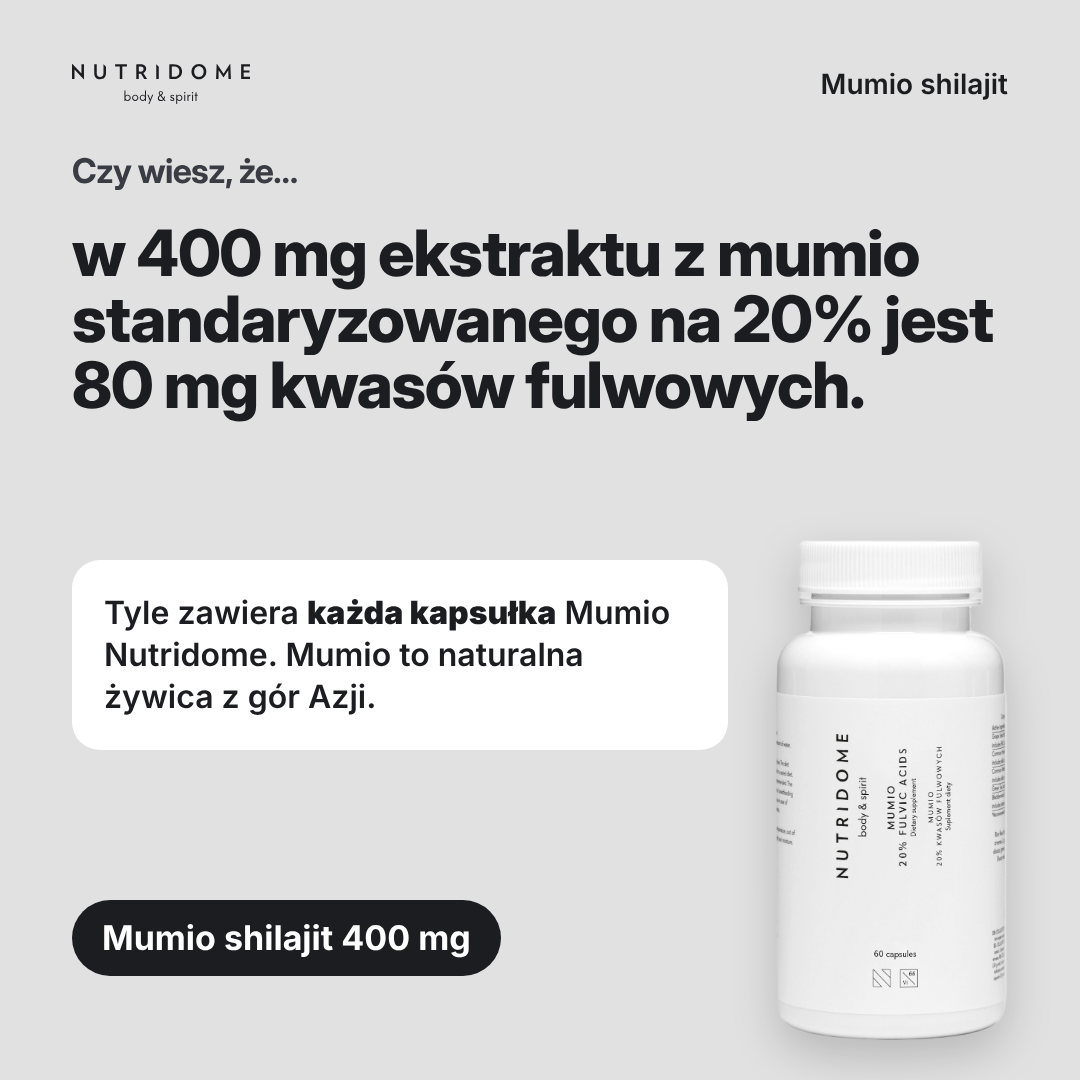 NUTRIDOME
body & spirit
Mumio shilajit
Czy wiesz, że...
w 400 mg ekstraktu z mumio
standaryzowanego na 20% jest
80 mg kwasów fulwowych.
Tyle zawiera każda kapsułka Mumio
Nutridome. Mumio to naturalna
żywica z gór Azji.
Mumio shilajit 400 mg
NUTRIDOME
body & spirit
MUMIO
20% FULVIC ACIDS
Dietary supplement
MUMIO
20% KWASÓW FULWOWYCH
Suplement diety
60 capsules